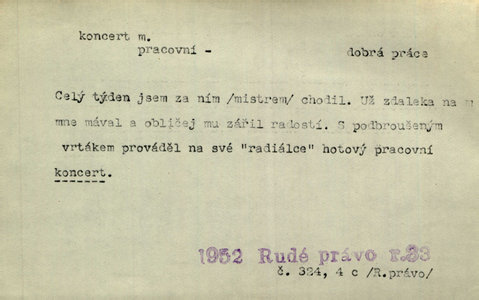 koncert m.
pracovní - dobrá práce
Celý týden jsem za ním /mistrem/ chodil. Už zdaleka na
mne mával a obličej mu zářil radostí. S podbroušeným
vrtákem prováděl na své "radiálce" hotový pracovní
koncert.
1952 Rudé právo r.33
č. 324, 4 c /R.právo/